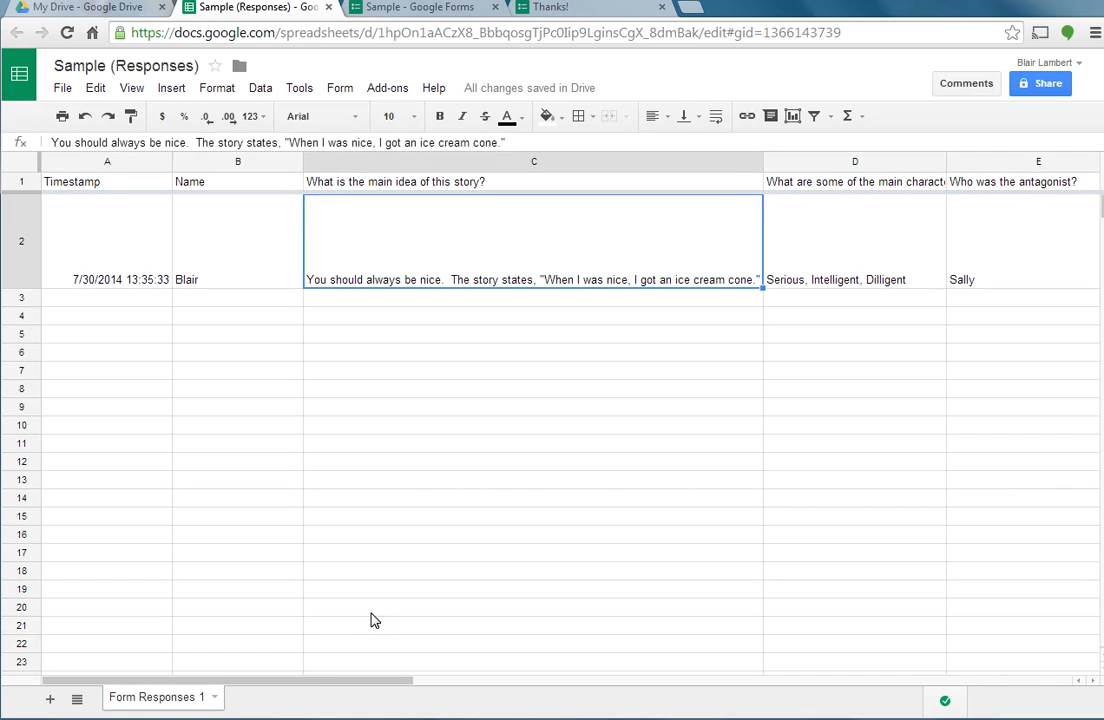 My Drive - Google Drive
Sample (Responses) - Goo
Sample - Google Forms
Thanks!
https://docs.google.com/spreadsheets/d/1hpOn1aACzX8_BbbqosgTjPc0Iip9LginsCgX_8dmBak/edit#gid=1366143739
Sample (Responses)
Blair Lambert
File Edit View Insert Format Data Tools Form Add-ons Help All changes saved in Drive
Comments
Share
$ % .0 .00 123 Arial 10 B I S A Σ
fx You should always be nice.  The story states, "When I was nice, I got an ice cream cone."
A B C D E
1 Timestamp Name What is the main idea of this story? What are some of the main characte Who was the antagonist?
2 7/30/2014 13:35:33 Blair You should always be nice.  The story states, "When I was nice, I got an ice cream cone." Serious, Intelligent, Dilligent Sally
3
4
5
6
7
8
9
10
11
12
13
14
15
16
17
18
19
20
21
22
23
Form Responses 1